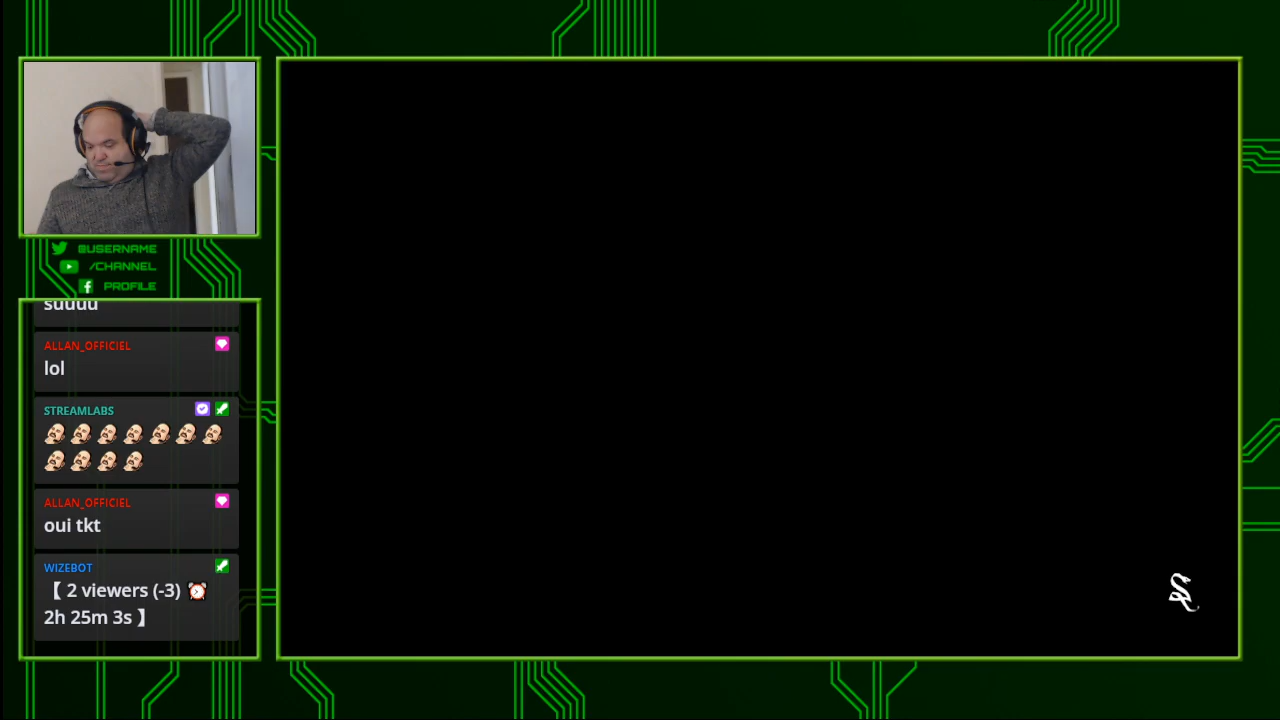 @USERNAME
/CHANNEL
PROFILE
suuuu
ALLAN_OFFICIEL
lol
STREAMLABS
ALLAN_OFFICIEL
oui tkt
WIZEBOT
【 2 viewers (-3) ⏰
2h 25m 3s 】